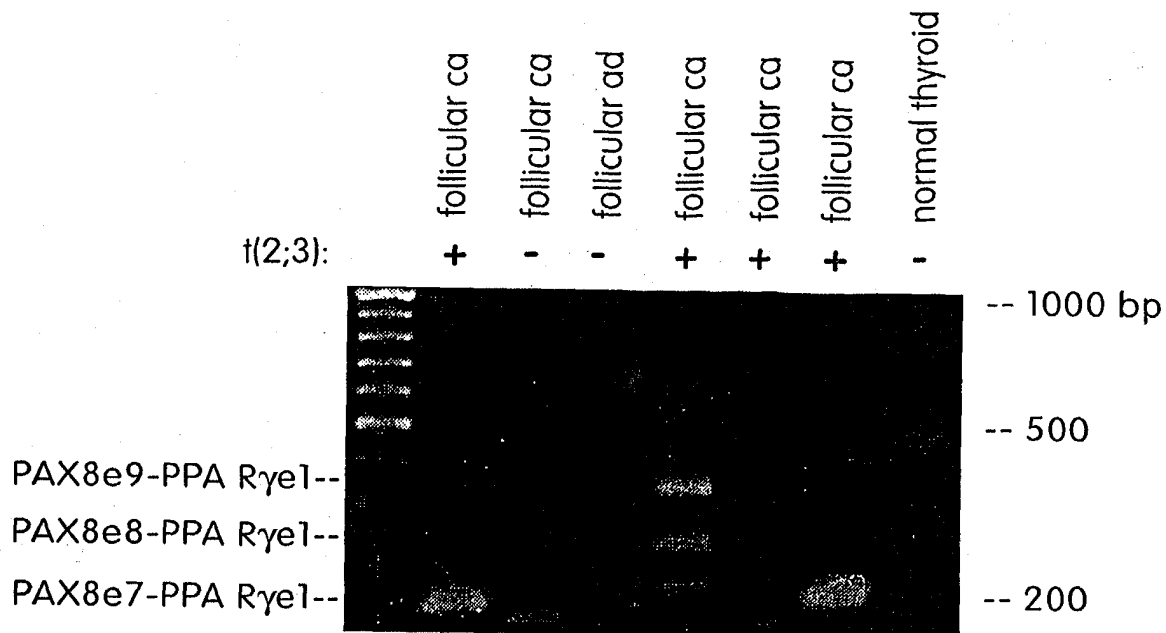 follicular ca
follicular ca
follicular ad
follicular ca
follicular ca
follicular ca
normal thyroid
t(2;3): + - - + + + -
-- 1000 bp
-- 500
PAX8e9-PPA Rγe1--
PAX8e8-PPA Rγe1--
PAX8e7-PPA Rγe1--
-- 200